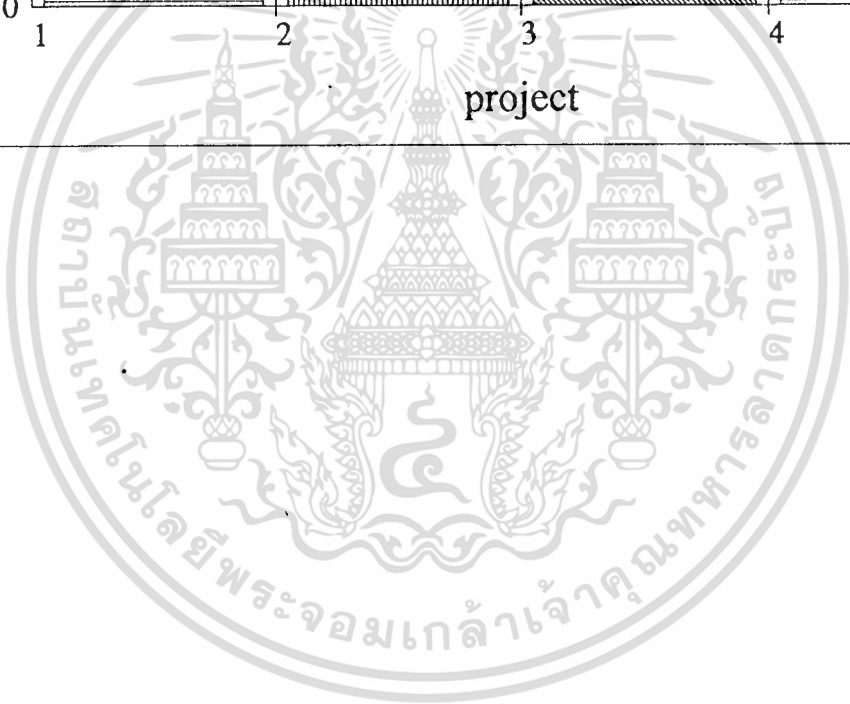 0
1 2 3 4
project
สถาบันเทคโนโลยีพระจอมเกล้าเจ้าคุณทหารลาดกระบัง